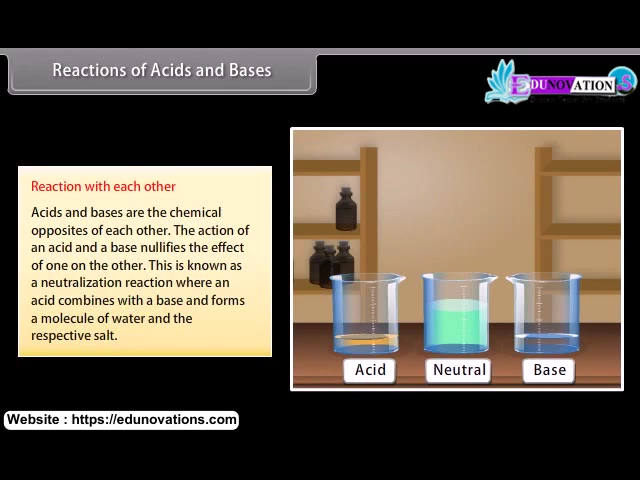 Reactions of Acids and Bases
EDUNOVATION.S
Reaction with each other
Acids and bases are the chemical
opposites of each other. The action of
an acid and a base nullifies the effect
of one on the other. This is known as
a neutralization reaction where an
acid combines with a base and forms
a molecule of water and the
respective salt.
Acid
Neutral
Base
Website : https://edunovations.com